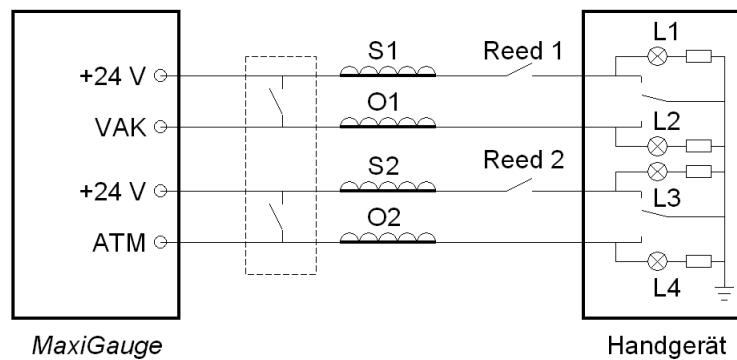 L1
S1
Reed 1
+24 V
O1
VAK
L2
S2
Reed 2
+24 V
L3
O2
ATM
L4
MaxiGauge
Handgerät